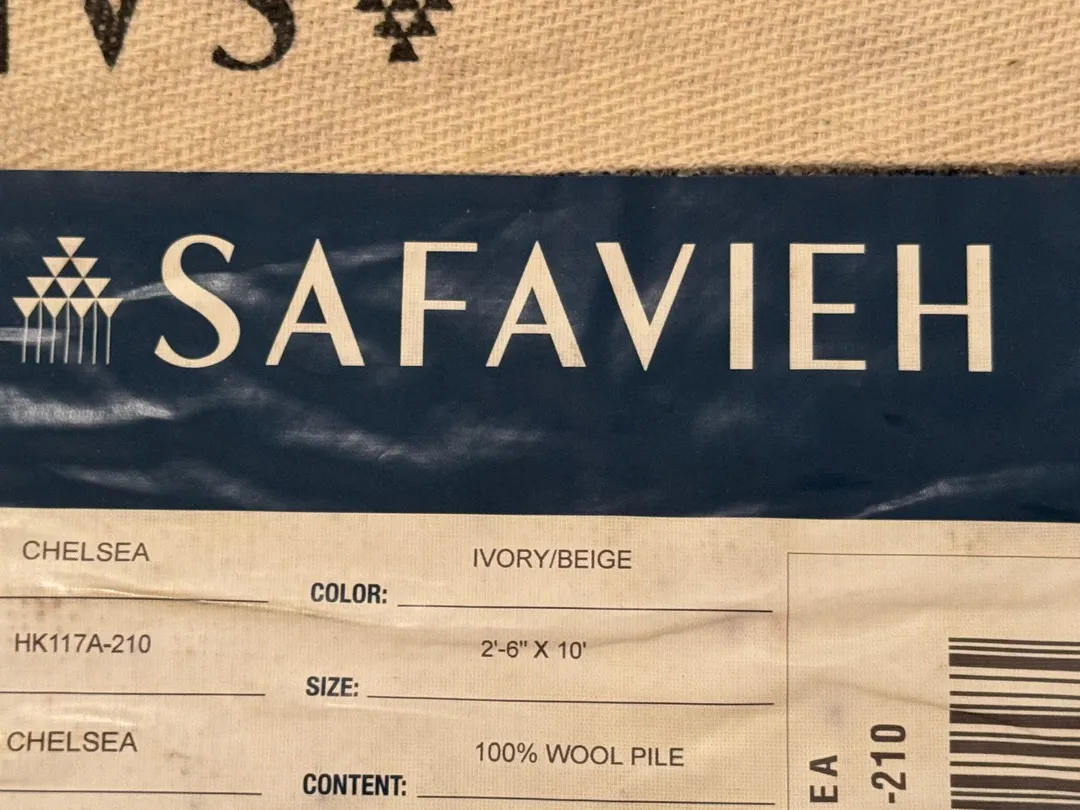 SAFAVIEH
CHELSEA
COLOR: IVORY/BEIGE
HK117A-210
SIZE: 2'-6" X 10'
CHELSEA
CONTENT: 100% WOOL PILE
EA
-210